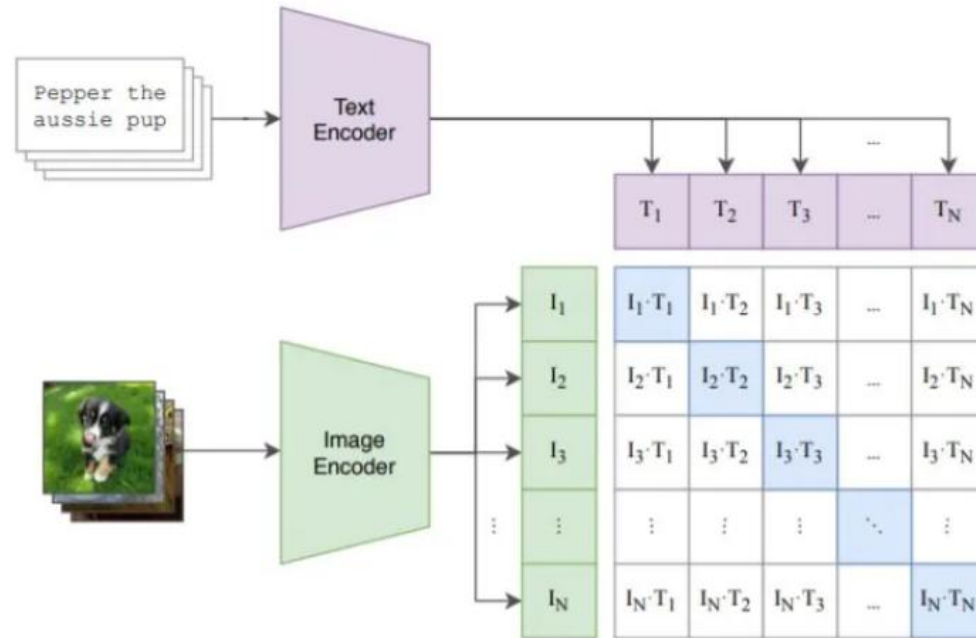 Pepper the
aussie pup
Text
Encoder
...
T₁ T₂ T₃ ... T_N
I₁ I₁·T₁ I₁·T₂ I₁·T₃ ... I₁·T_N
I₂ I₂·T₁ I₂·T₂ I₂·T₃ ... I₂·T_N
Image
Encoder
I₃ I₃·T₁ I₃·T₂ I₃·T₃ ... I₃·T_N
⋮ ⋮ ⋮ ⋮ ⋮ ⋱ ⋮
I_N I_N·T₁ I_N·T₂ I_N·T₃ ... I_N·T_N